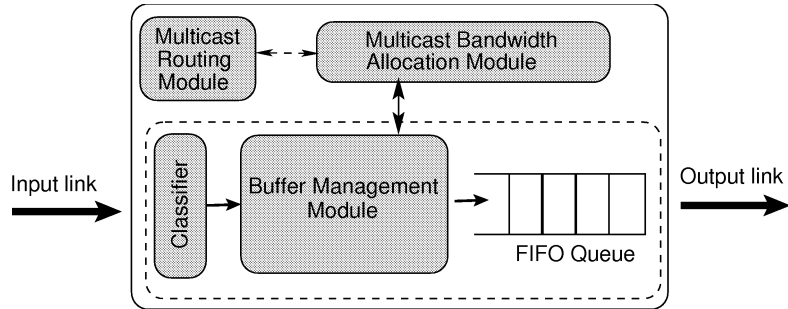 Multicast
Routing
Module
Multicast Bandwidth
Allocation Module
Input link
Classifier
Buffer Management
Module
FIFO Queue
Output link